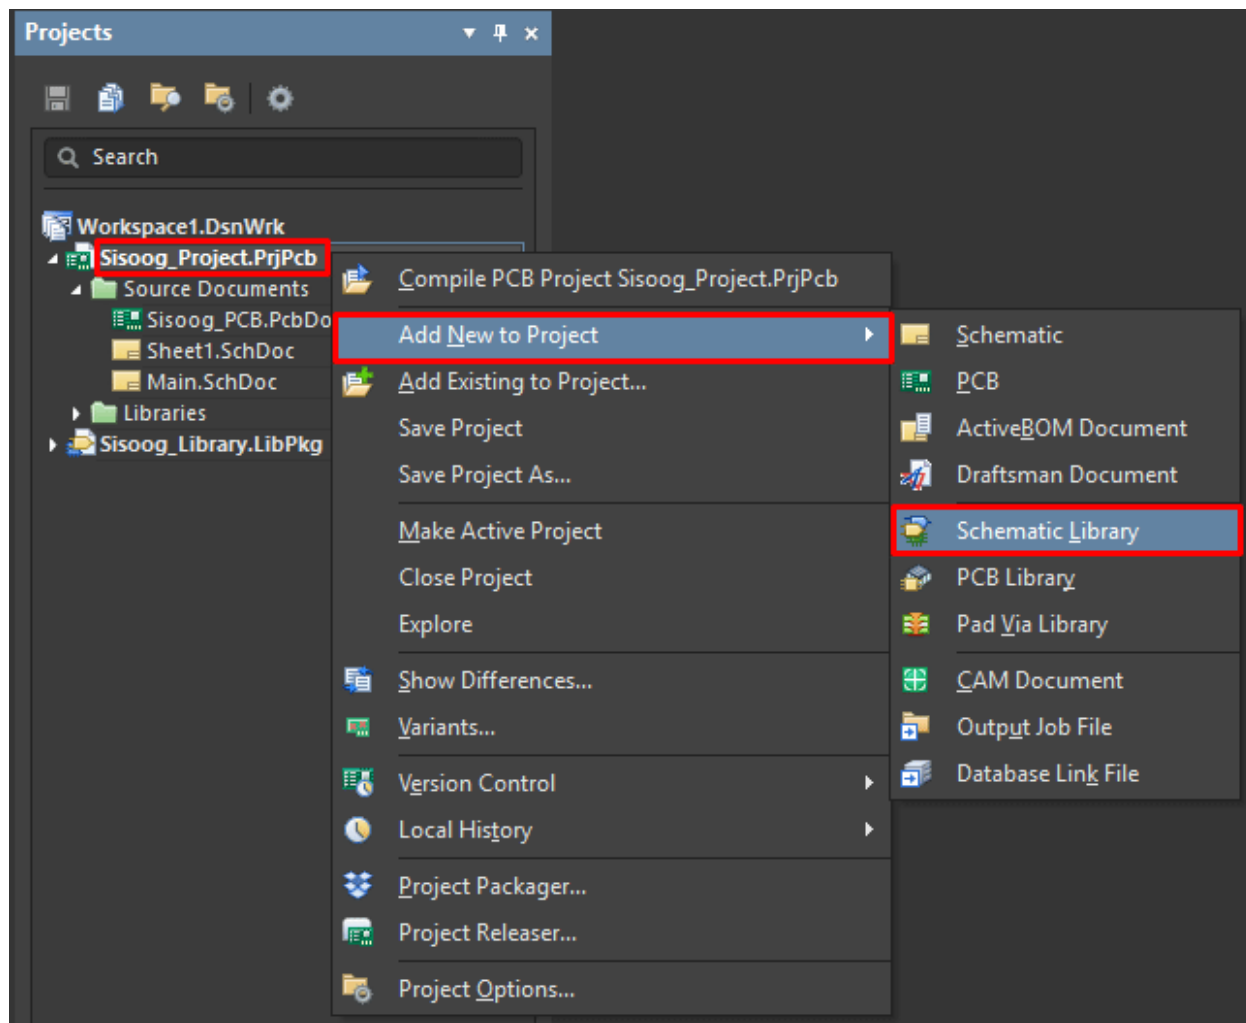 Projects
Search
Workspace1.DsnWrk
Sisoog_Project.PrjPcb
Source Documents
Sisoog_PCB.PcbDo
Sheet1.SchDoc
Main.SchDoc
Libraries
Sisoog_Library.LibPkg
Compile PCB Project Sisoog_Project.PrjPcb
Add New to Project
Add Existing to Project...
Save Project
Save Project As...
Make Active Project
Close Project
Explore
Show Differences...
Variants...
Version Control
Local History
Project Packager...
Project Releaser...
Project Options...
Schematic
PCB
ActiveBOM Document
Draftsman Document
Schematic Library
PCB Library
Pad Via Library
CAM Document
Output Job File
Database Link File